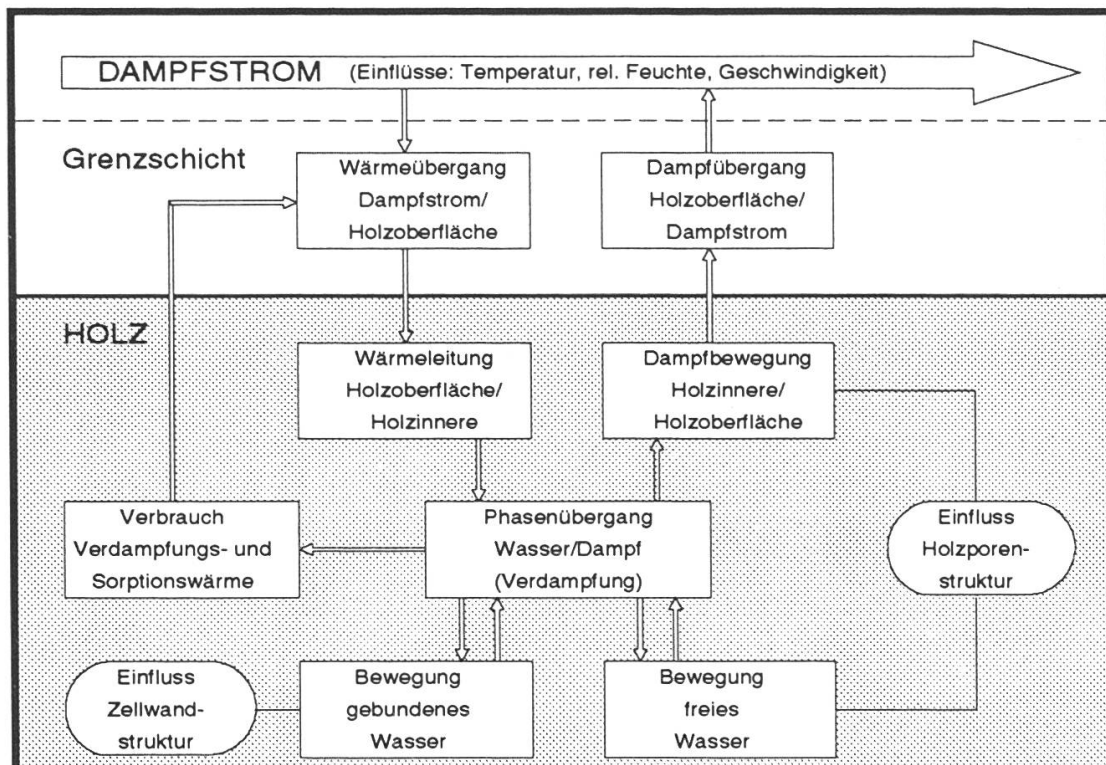 DAMPFSTROM (Einflüsse: Temperatur, rel. Feuchte, Geschwindigkeit)
Grenzschicht
Wärmeübergang
Dampfstrom/
Holzoberfläche
Dampfübergang
Holzoberfläche/
Dampfstrom
HOLZ
Wärmeleitung
Holzoberfläche/
Holzinnere
Dampfbewegung
Holzinnere/
Holzoberfläche
Verbrauch
Verdampfungs- und
Sorptionswärme
Phasenübergang
Wasser/Dampf
(Verdampfung)
Einfluss
Holzporen-
struktur
Einfluss
Zellwand-
struktur
Bewegung
gebundenes
Wasser
Bewegung
freies
Wasser